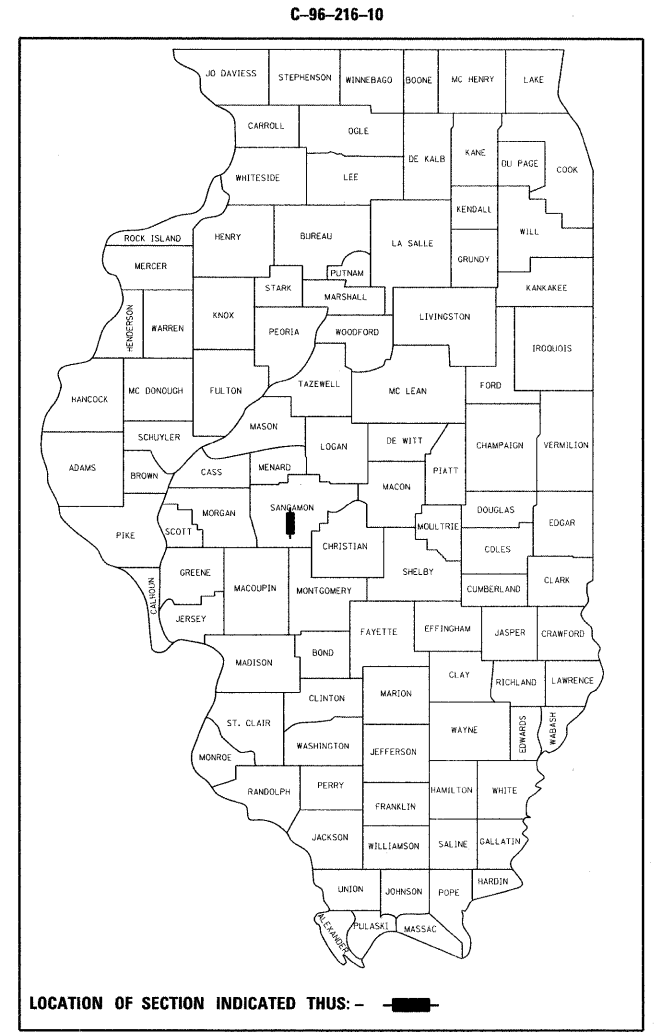 C-96-216-10
JO DAVIESS
STEPHENSON
WINNEBAGO
BOONE
MC HENRY
LAKE
CARROLL
OGLE
DE KALB
KANE
DU PAGE
COOK
WHITESIDE
LEE
KENDALL
WILL
ROCK ISLAND
HENRY
BUREAU
LA SALLE
GRUNDY
MERCER
PUTNAM
STARK
MARSHALL
KANKAKEE
HENDERSON
WARREN
KNOX
PEORIA
WOODFORD
LIVINGSTON
IROQUOIS
HANCOCK
MC DONOUGH
FULTON
TAZEWELL
MC LEAN
FORD
SCHUYLER
MASON
LOGAN
DE WITT
CHAMPAIGN
VERMILION
ADAMS
BROWN
CASS
MENARD
PIATT
MACON
MORGAN
SANGAMON
DOUGLAS
EDGAR
PIKE
SCOTT
CHRISTIAN
MOULTRIE
COLES
SHELBY
CALHOUN
GREENE
MACOUPIN
MONTGOMERY
CUMBERLAND
CLARK
JERSEY
FAYETTE
EFFINGHAM
JASPER
CRAWFORD
MADISON
BOND
CLAY
RICHLAND
LAWRENCE
CLINTON
MARION
ST. CLAIR
WAYNE
EDWARDS
WABASH
MONROE
WASHINGTON
JEFFERSON
RANDOLPH
PERRY
HAMILTON
WHITE
FRANKLIN
JACKSON
WILLIAMSON
SALINE
GALLATIN
UNION
JOHNSON
POPE
HARDIN
ALEXANDER
PULASKI
MASSAC
LOCATION OF SECTION INDICATED THUS: -